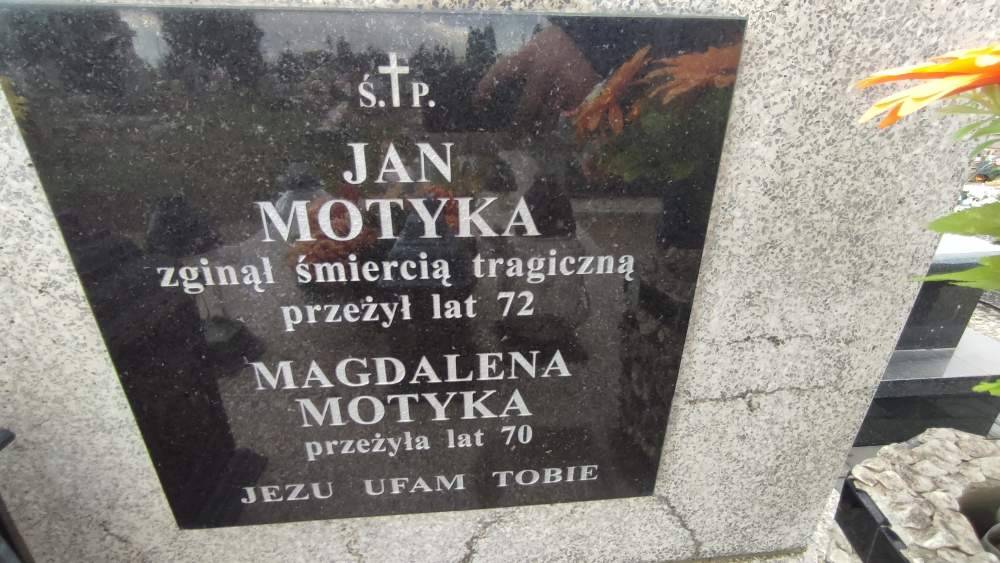 Ś.P.
JAN
MOTYKA
zginął śmiercią tragiczną
przeżył lat 72
MAGDALENA
MOTYKA
przeżyła lat 70
JEZU UFAM TOBIE